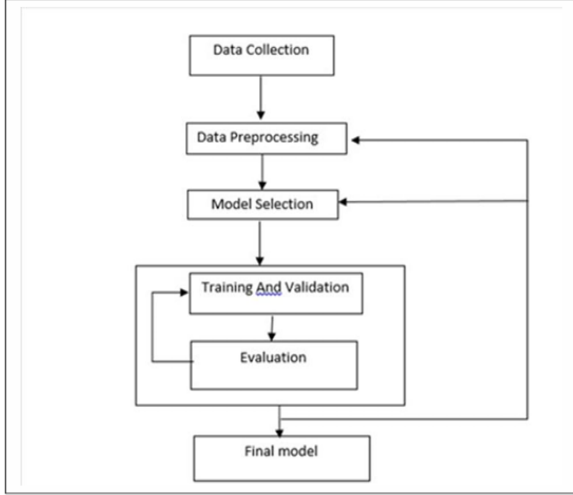 Data Collection
Data Preprocessing
Model Selection
Training And Validation
Evaluation
Final model